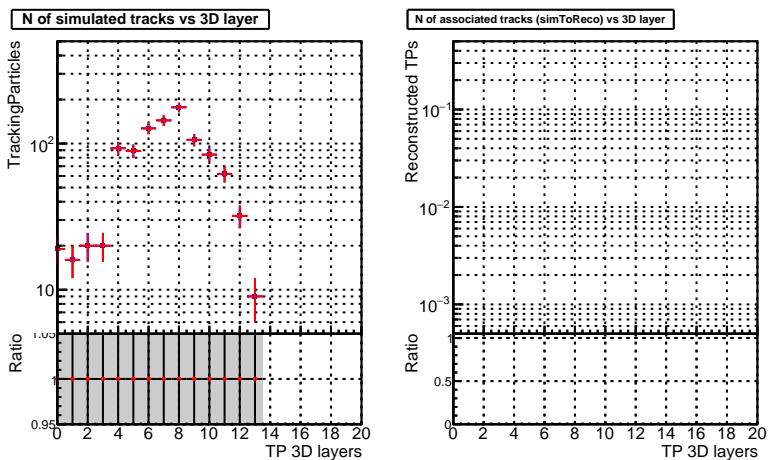 N of simulated tracks vs 3D layer
TrackingParticles
10²
10
Ratio
1.05
1
0.95
0 2 4 6 8 10 12 14 16 18 20
TP 3D layers
N of associated tracks (simToReco) vs 3D layer
Reconstructed TPs
10⁻¹
10⁻²
10⁻³
Ratio
1
0.5
0
0 2 4 6 8 10 12 14 16 18 20
TP 3D layers